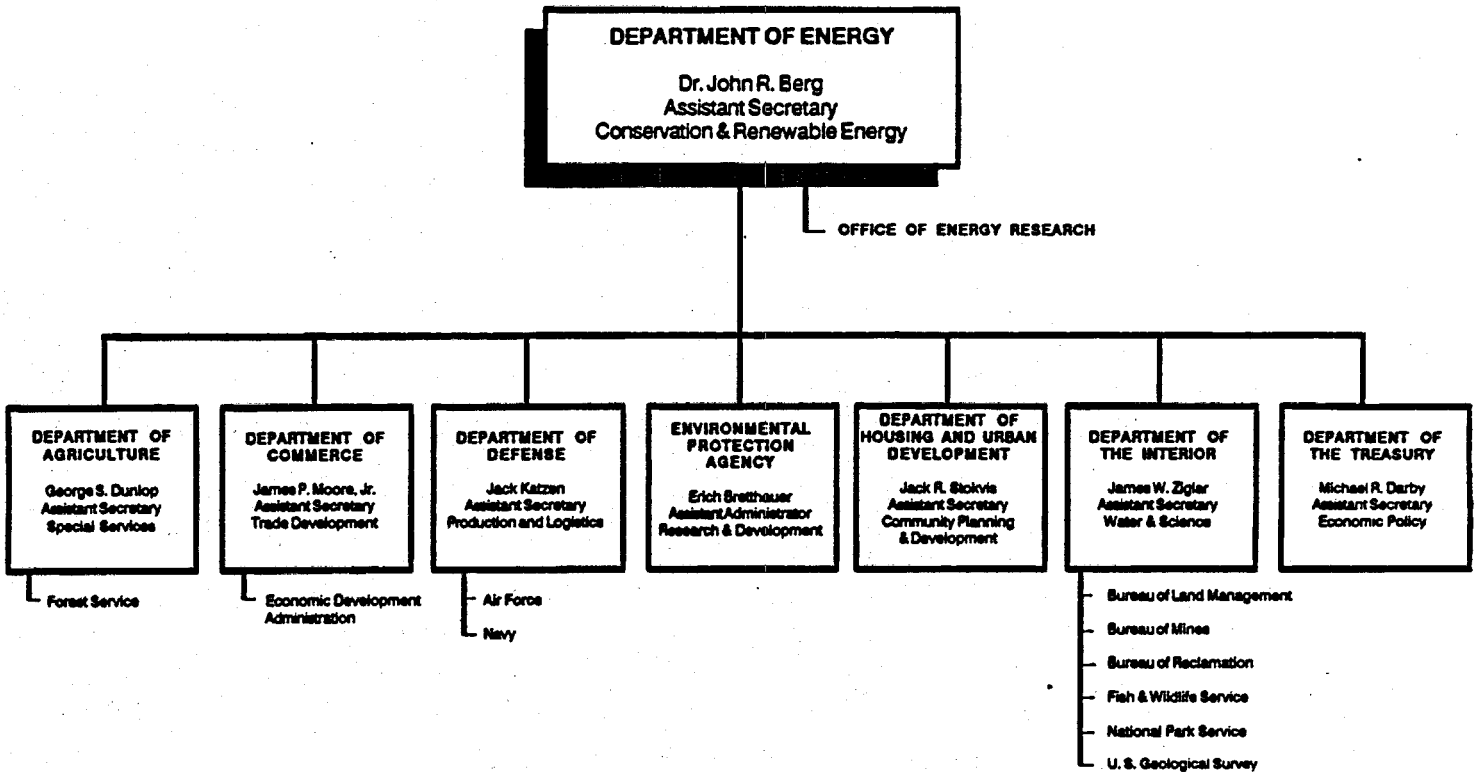 DEPARTMENT OF ENERGY
Dr. John R. Berg
Assistant Secretary
Conservation & Renewable Energy
OFFICE OF ENERGY RESEARCH
DEPARTMENT OF
AGRICULTURE
George S. Dunlop
Assistant Secretary
Special Services
Forest Service
DEPARTMENT OF
COMMERCE
James P. Moore, Jr.
Assistant Secretary
Trade Development
Economic Development
Administration
DEPARTMENT OF
DEFENSE
Jack Katzen
Assistant Secretary
Production and Logistics
Air Force
Navy
ENVIRONMENTAL
PROTECTION
AGENCY
Erich Bretthauer
Assistant Administrator
Research & Development
DEPARTMENT OF
HOUSING AND URBAN
DEVELOPMENT
Jack R. Stokvis
Assistant Secretary
Community Planning
& Development
DEPARTMENT OF
THE INTERIOR
James W. Ziglar
Assistant Secretary
Water & Science
Bureau of Land Management
Bureau of Mines
Bureau of Reclamation
Fish & Wildlife Service
National Park Service
U. S. Geological Survey
DEPARTMENT OF
THE TREASURY
Michael R. Darby
Assistant Secretary
Economic Policy